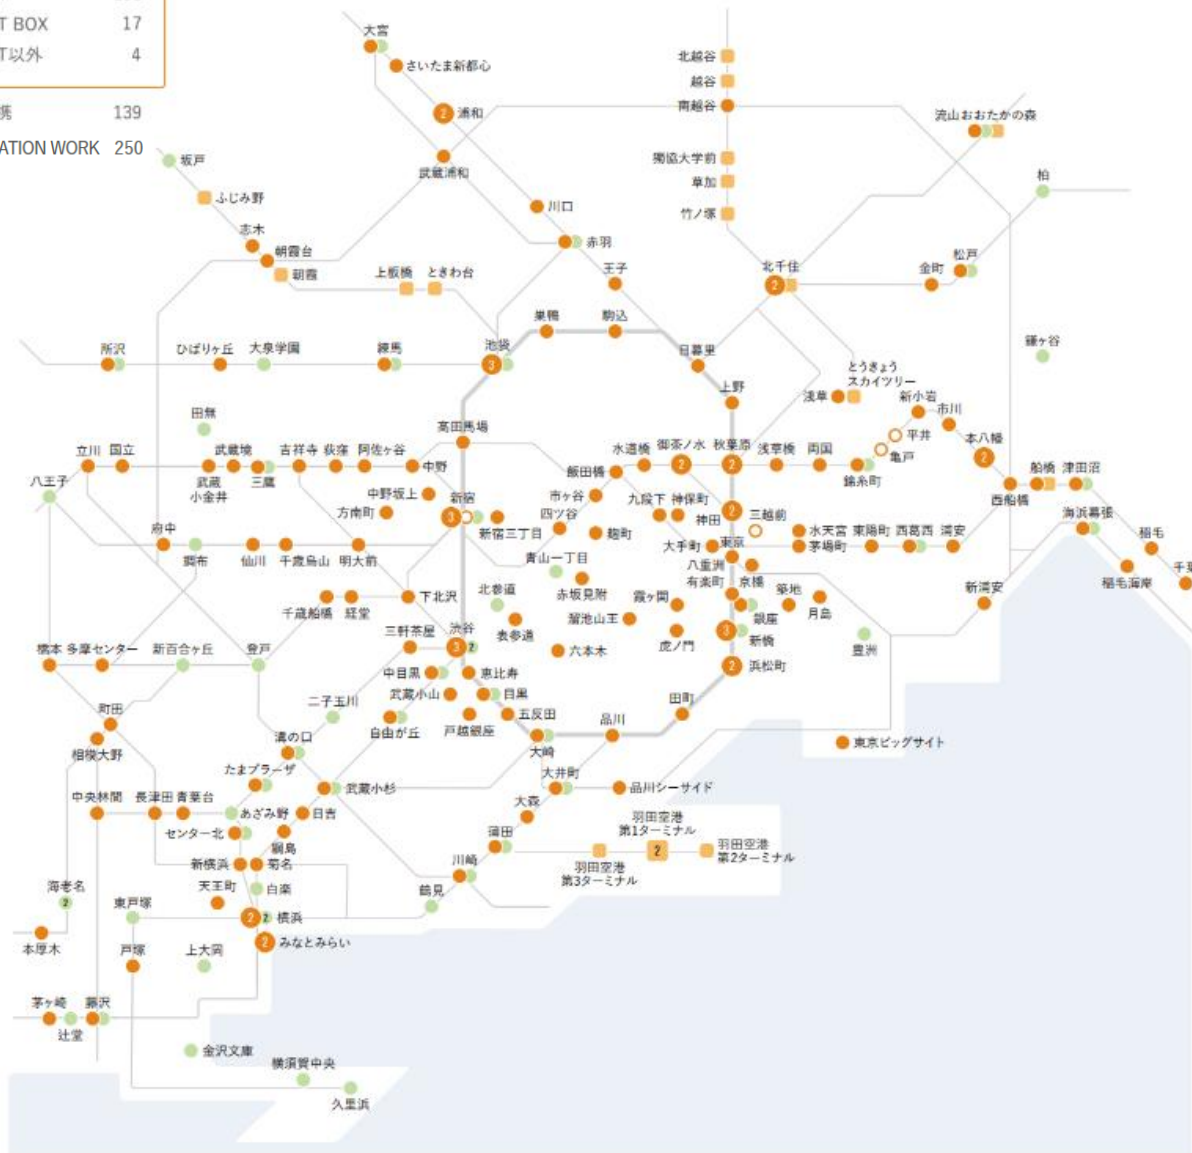 T BOX 17
T以外 4
携 139
ATION WORK 250
大宮
さいたま新都心
2
浦和
武蔵浦和
北越谷
越谷
南越谷
獨協大学前
草加
竹ノ塚
流山おおたかの森
柏
坂戸
ふじみ野
志木
朝霞台
朝霞
上板橋
ときわ台
川口
赤羽
王子
北千住
2
金町
松戸
鎌ヶ谷
巣鴨
駒込
日暮里
上野
所沢
ひばりヶ丘
大泉学園
練馬
池袋
3
とうきょう
スカイツリー
浅草
新小岩
市川
平井
亀戸
本八幡
2
田無
高田馬場
立川
国立
武蔵境
武蔵
小金井
三鷹
吉祥寺
荻窪
阿佐ヶ谷
中野
飯田橋
水道橋
御茶ノ水
2
秋葉原
2
浅草橋
両国
錦糸町
西船橋
船橋
津田沼
八王子
中野坂上
方南町
新宿
3
新宿三丁目
市ヶ谷
四ツ谷
麹町
九段下
神保町
神田
2
三越前
水天宮
東陽町
西葛西
浦安
茅場町
海浜幕張
稲毛
稲毛海岸
千葉
府中
調布
仙川
千歳烏山
明大前
大手町
東京
八重洲
有楽町
京橋
青山一丁目
赤坂見附
霞ヶ関
築地
月島
新浦安
千歳船橋
経堂
下北沢
北参道
表参道
溜池山王
虎ノ門
銀座
3
新橋
豊洲
三軒茶屋
渋谷
3
2
六本木
2
浜松町
橋本
多摩センター
新百合ヶ丘
登戸
中目黒
恵比寿
武蔵小山
目黒
二子玉川
自由が丘
戸越銀座
五反田
田町
品川
町田
相模大野
溝の口
大崎
東京ビッグサイト
たまプラーザ
武蔵小杉
大井町
品川シーサイド
中央林間
長津田
青葉台
あざみ野
日吉
大森
センター北
綱島
蒲田
羽田空港
第1ターミナル
2
羽田空港
第2ターミナル
羽田空港
第3ターミナル
新横浜
菊名
川崎
海老名
2
天王町
白楽
鶴見
東戸塚
2
2
横浜
本厚木
戸塚
上大岡
2
みなとみらい
茅ヶ崎
藤沢
辻堂
金沢文庫
横須賀中央
久里浜